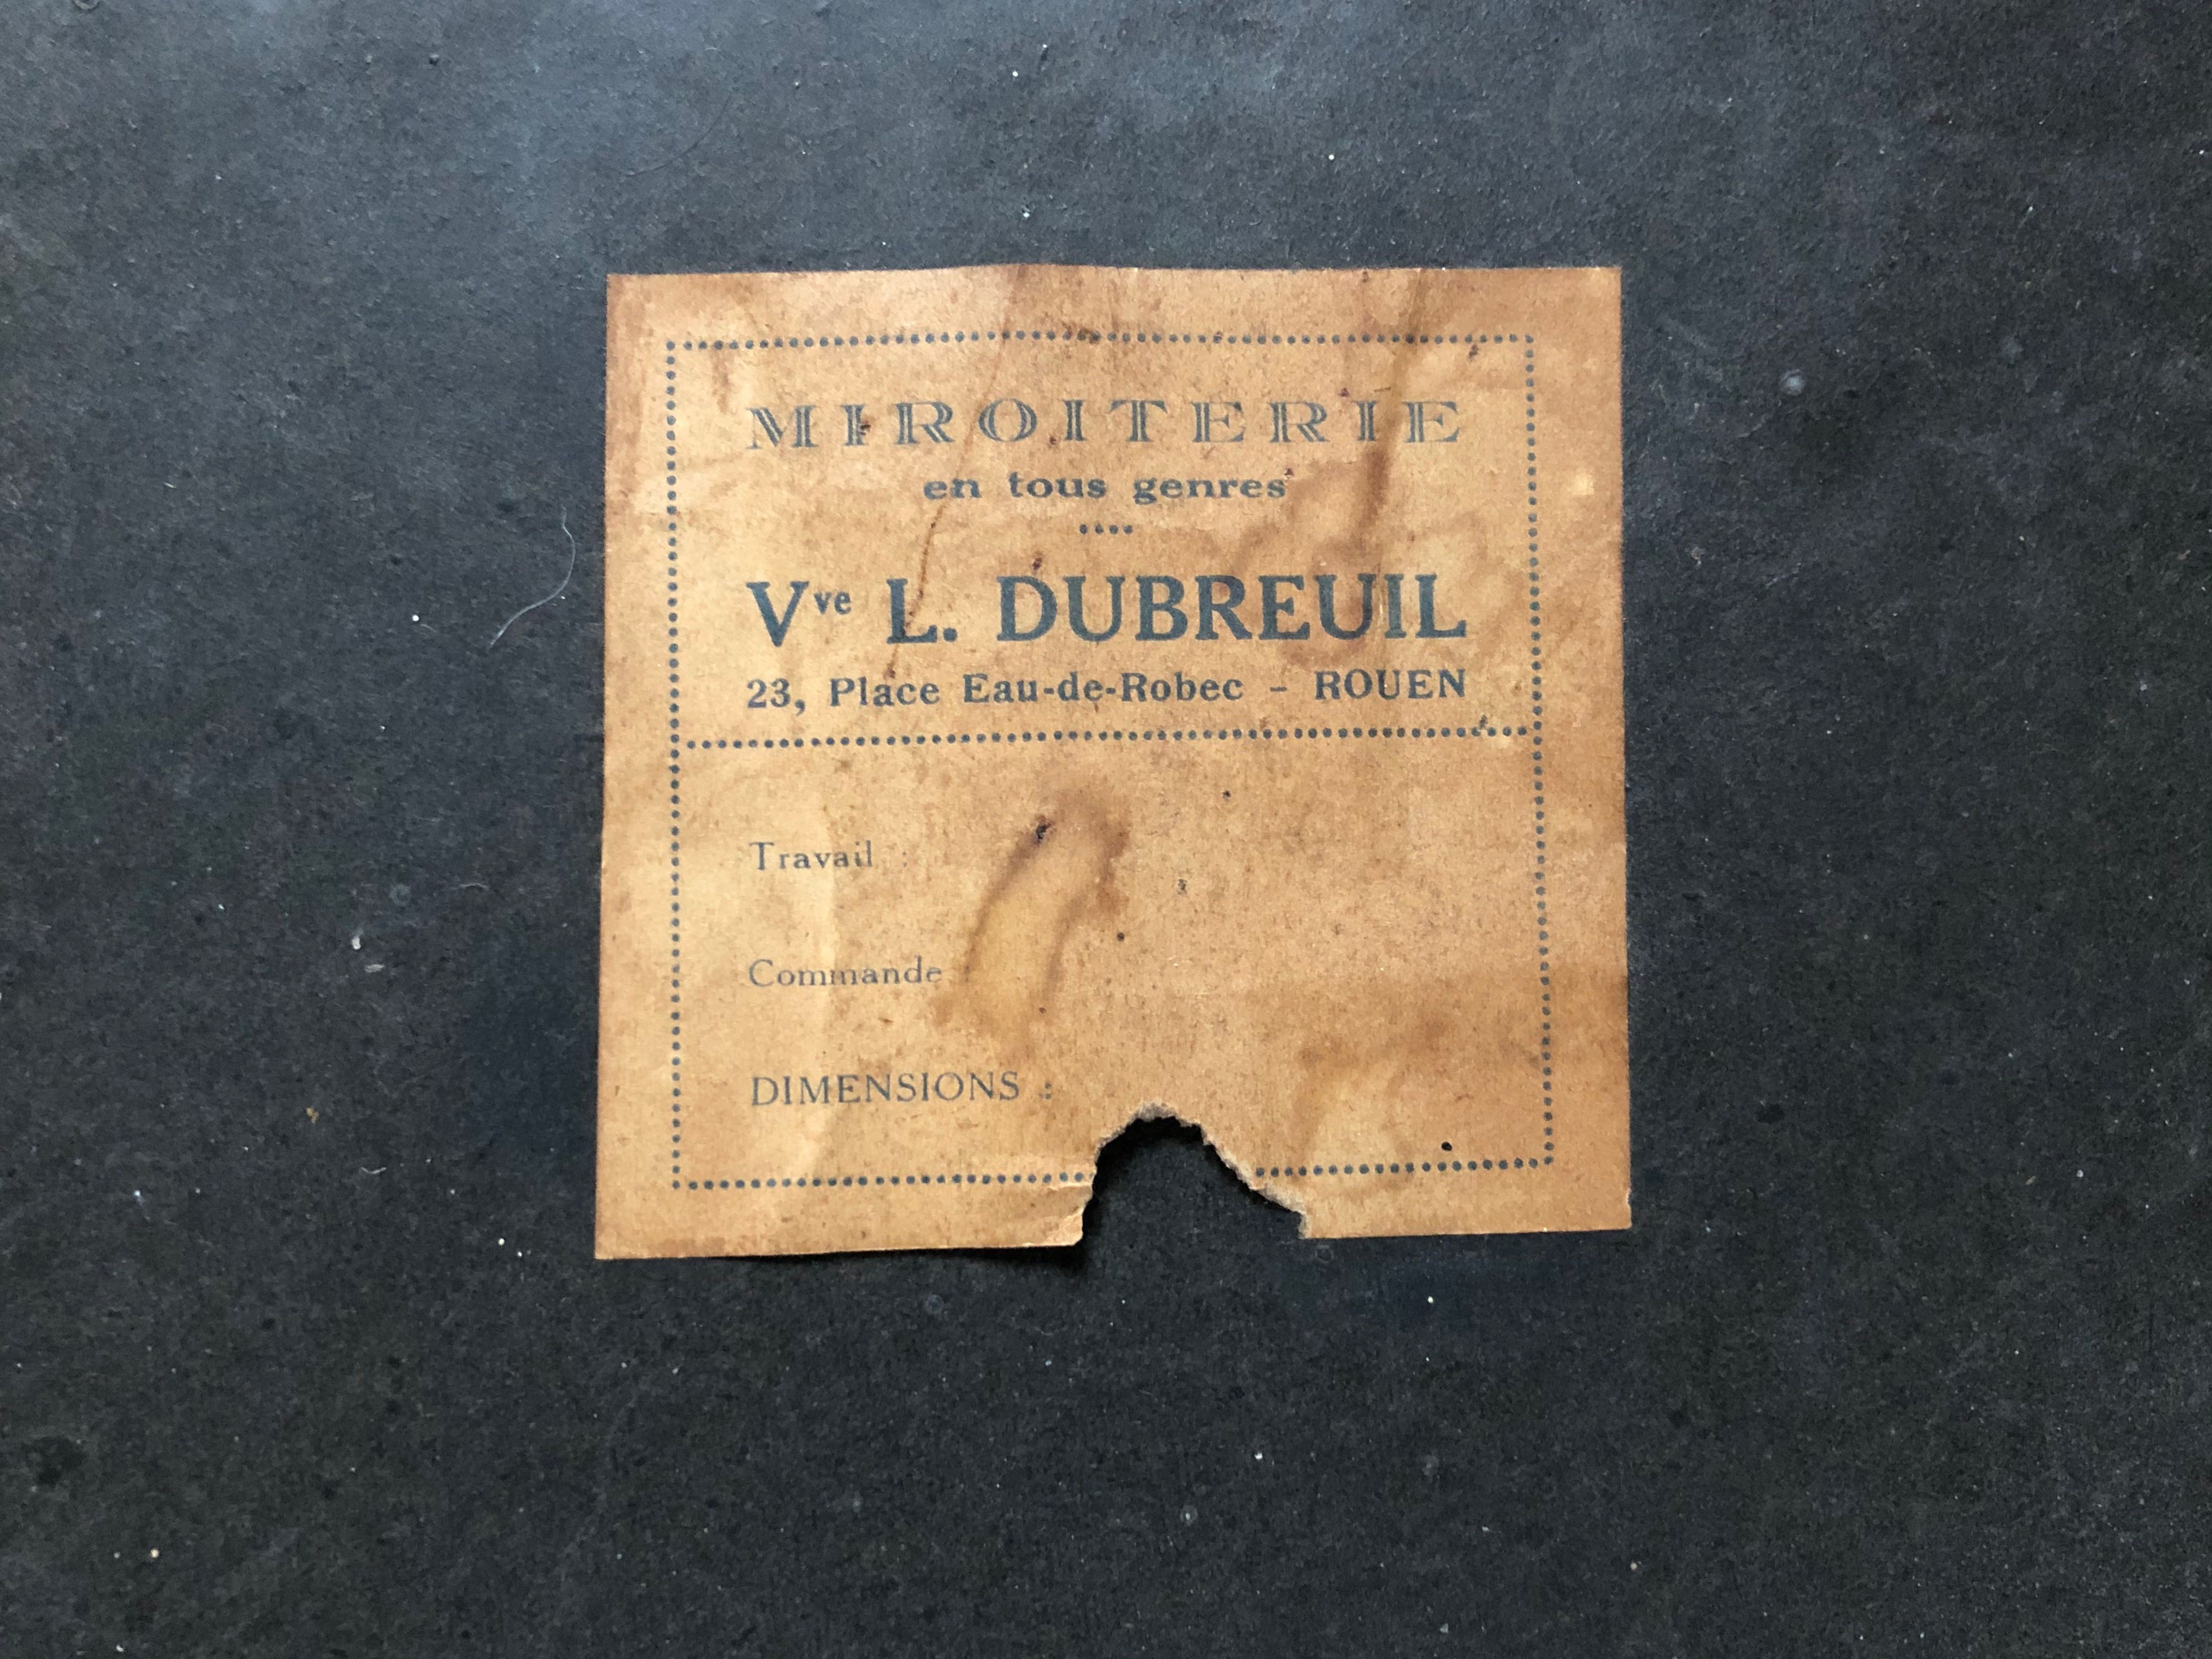 MIROITERIE
en tous genres
Vve L. DUBREUIL
23, Place Eau-de-Robec - ROUEN
Travail :
Commande
DIMENSIONS :